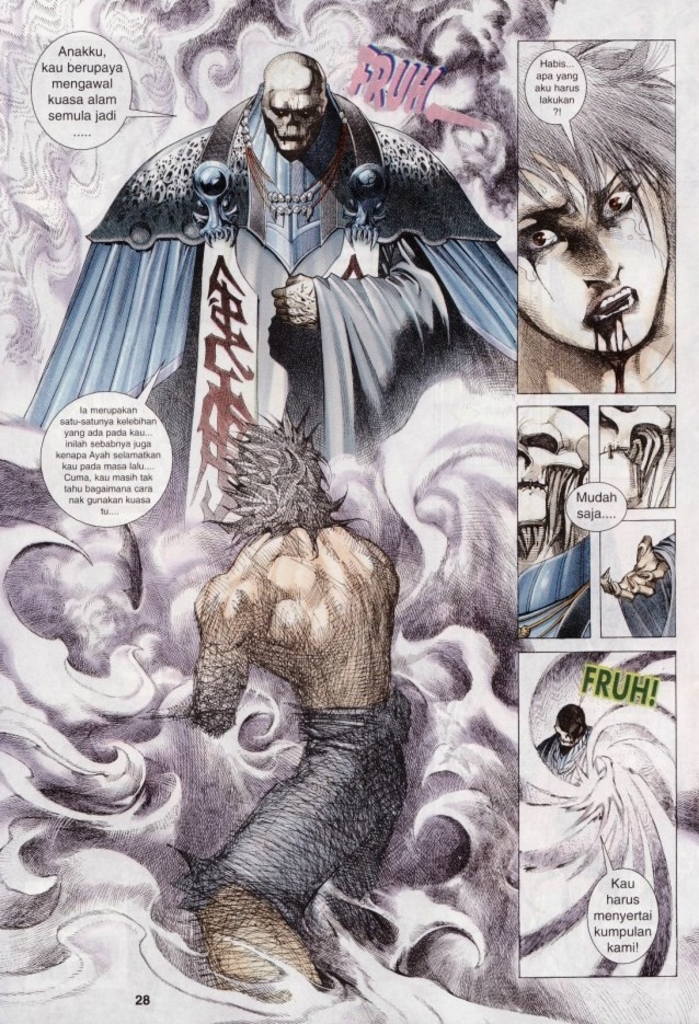 Anakku,
kau berupaya
mengawal
kuasa alam
semula jadi
.....
FRUH
Ia merupakan
satu-satunya kelebihan
yang ada pada kau...
inilah sebabnya juga
kenapa Ayah selamatkan
kau pada masa lalu....
Cuma, kau masih tak
tahu bagaimana cara
nak gunakan kuasa
tu....
Habis...
apa yang
aku harus
lakukan
?!
Mudah
saja....
FRUH!
Kau
harus
menyertai
kumpulan
kami!
28